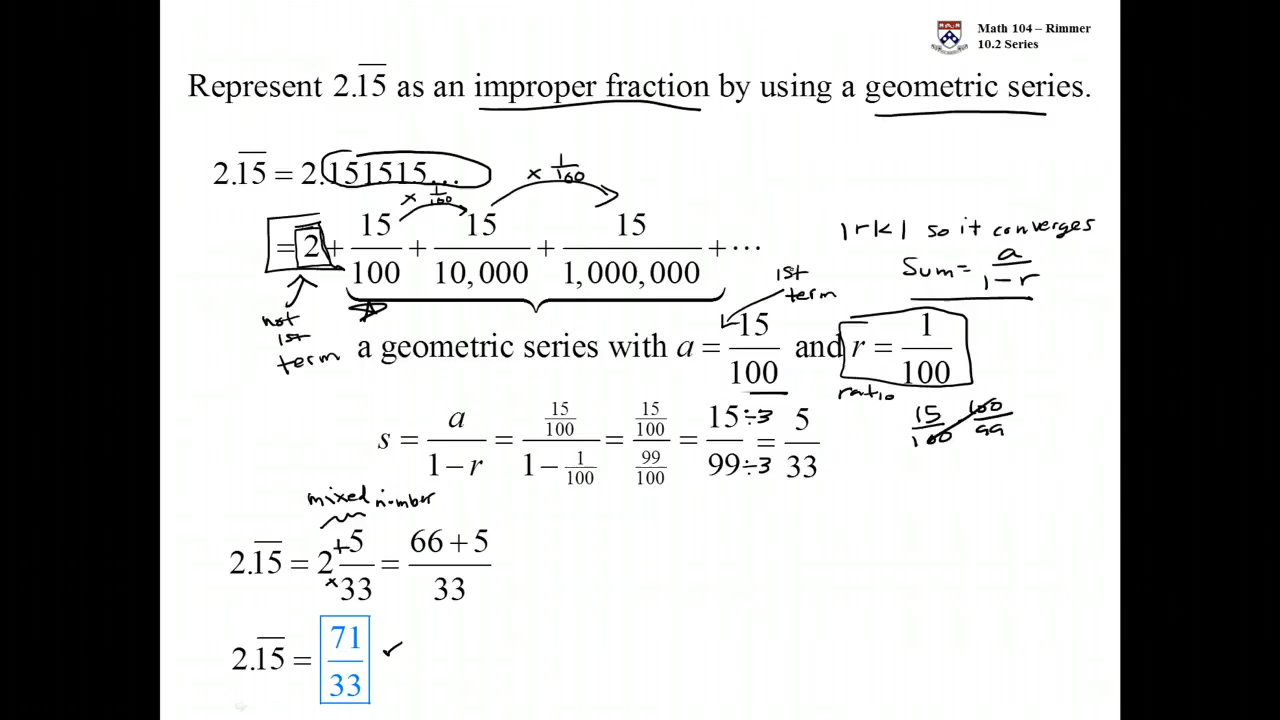 Math 104 – Rimmer
10.2 Series
Represent 2.1̅5̅ as an improper fraction by using a geometric series.
2.1̅5̅ = 2.151515...
× 1/100
× 1/100
= 2 + 15/100 + 15/10,000 + 15/1,000,000 + ⋯
|r|<1 so it converges
Sum = a/(1-r)
not
1st
term
1st
term
a geometric series with a = 15/100 and r = 1/100
ratio
15/100 · 100/99
s = a/(1 − r) = (15/100)/(1 − 1/100) = (15/100)/(99/100) = 15÷3/99÷3 = 5/33
mixed number
2.1̅5̅ = 2 + × 5/33 = (66 + 5)/33
2.1̅5̅ = 71/33 ✓